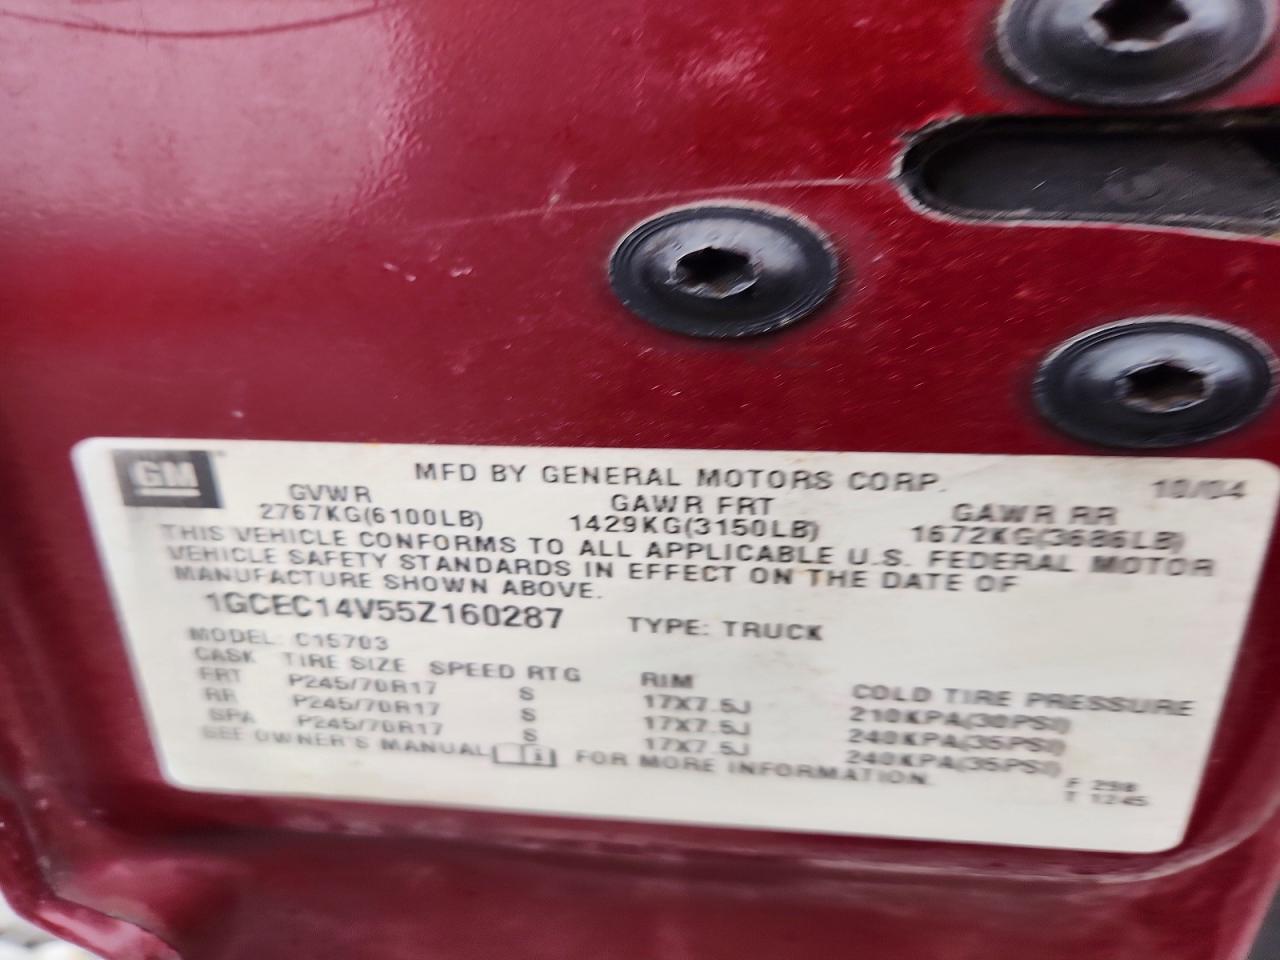 GM
MFD BY GENERAL MOTORS CORP. 10/04
GVWR GAWR FRT GAWR RR
2767KG(6100LB) 1429KG(3150LB) 1672KG(3686LB)
THIS VEHICLE CONFORMS TO ALL APPLICABLE U.S. FEDERAL MOTOR
VEHICLE SAFETY STANDARDS IN EFFECT ON THE DATE OF
MANUFACTURE SHOWN ABOVE.
1GCEC14V55Z160287 TYPE: TRUCK
MODEL: C15703
TIRE SIZE SPEED RTG RIM COLD TIRE PRESSURE
FRT P245/70R17 S 17X7.5J 210KPA(30PSI)
RR P245/70R17 S 17X7.5J 240KPA(35PSI)
SPA P245/70R17 S 17X7.5J 240KPA(35PSI)
SEE OWNER'S MANUAL FOR MORE INFORMATION.
F 298
T 1245